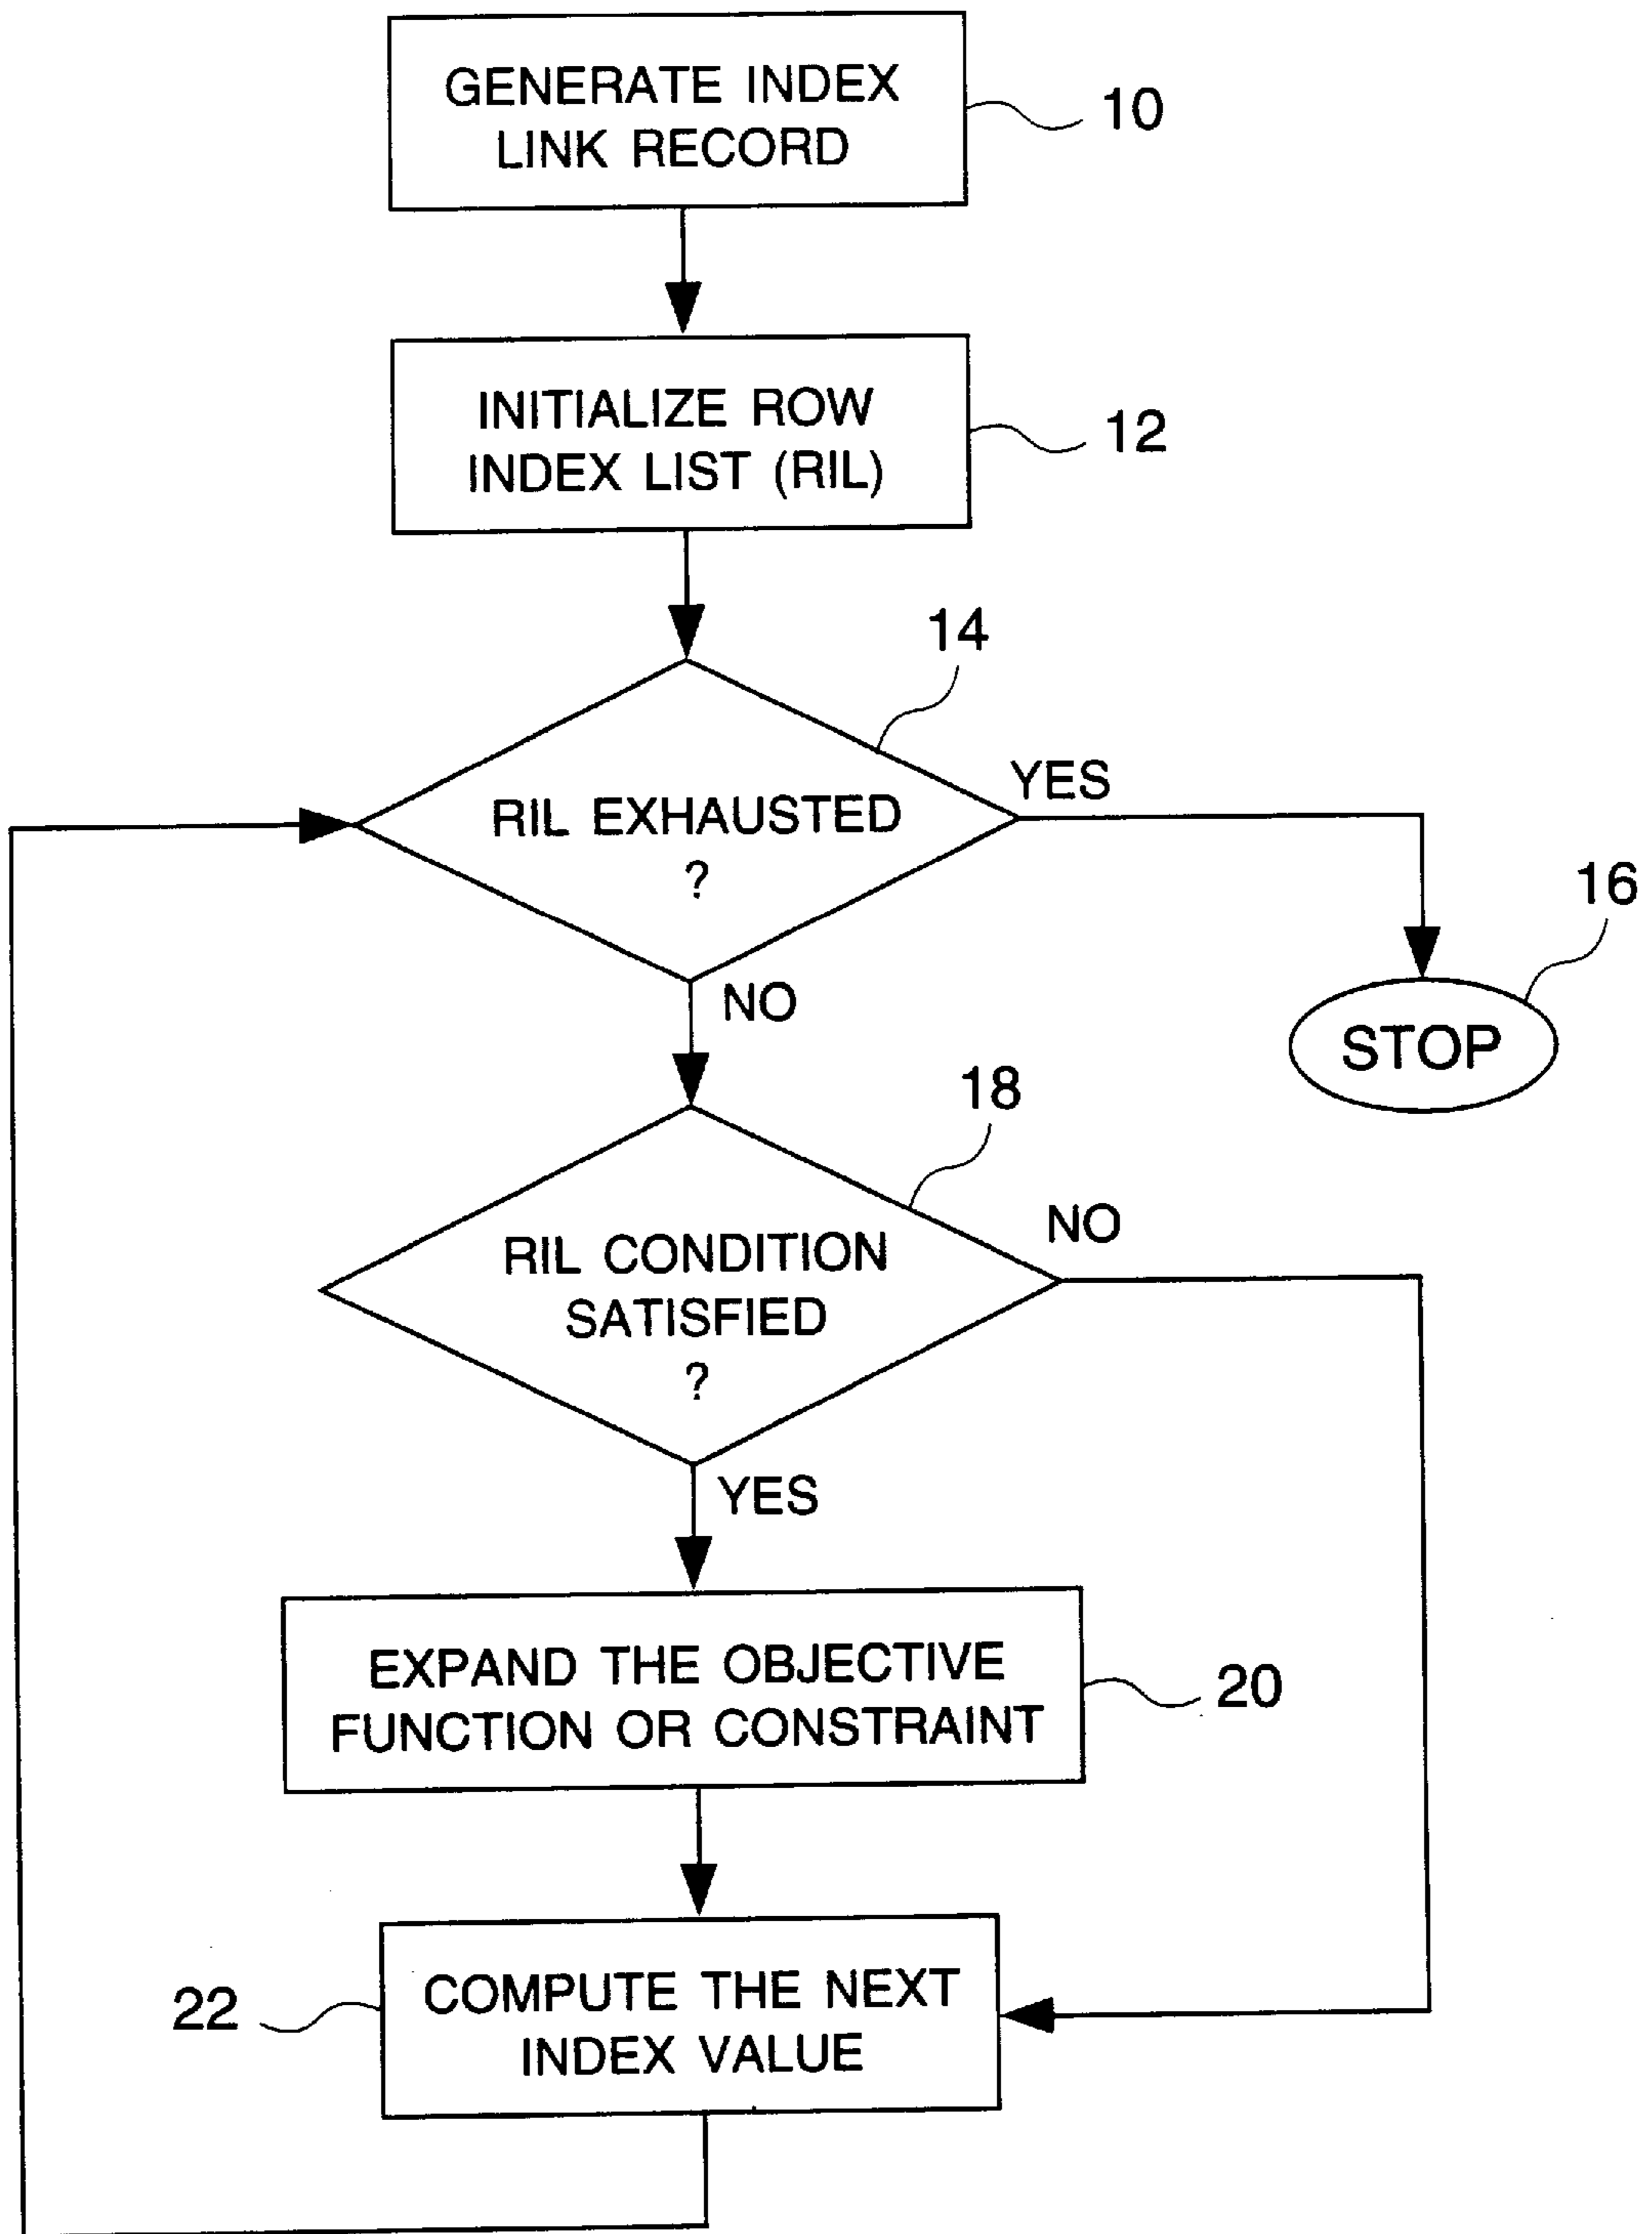 GENERATE INDEX
LINK RECORD
10
INITIALIZE ROW
INDEX LIST (RIL)
12
14
RIL EXHAUSTED
?
YES
16
STOP
NO
18
RIL CONDITION
SATISFIED
?
NO
YES
EXPAND THE OBJECTIVE
FUNCTION OR CONSTRAINT
20
22
COMPUTE THE NEXT
INDEX VALUE